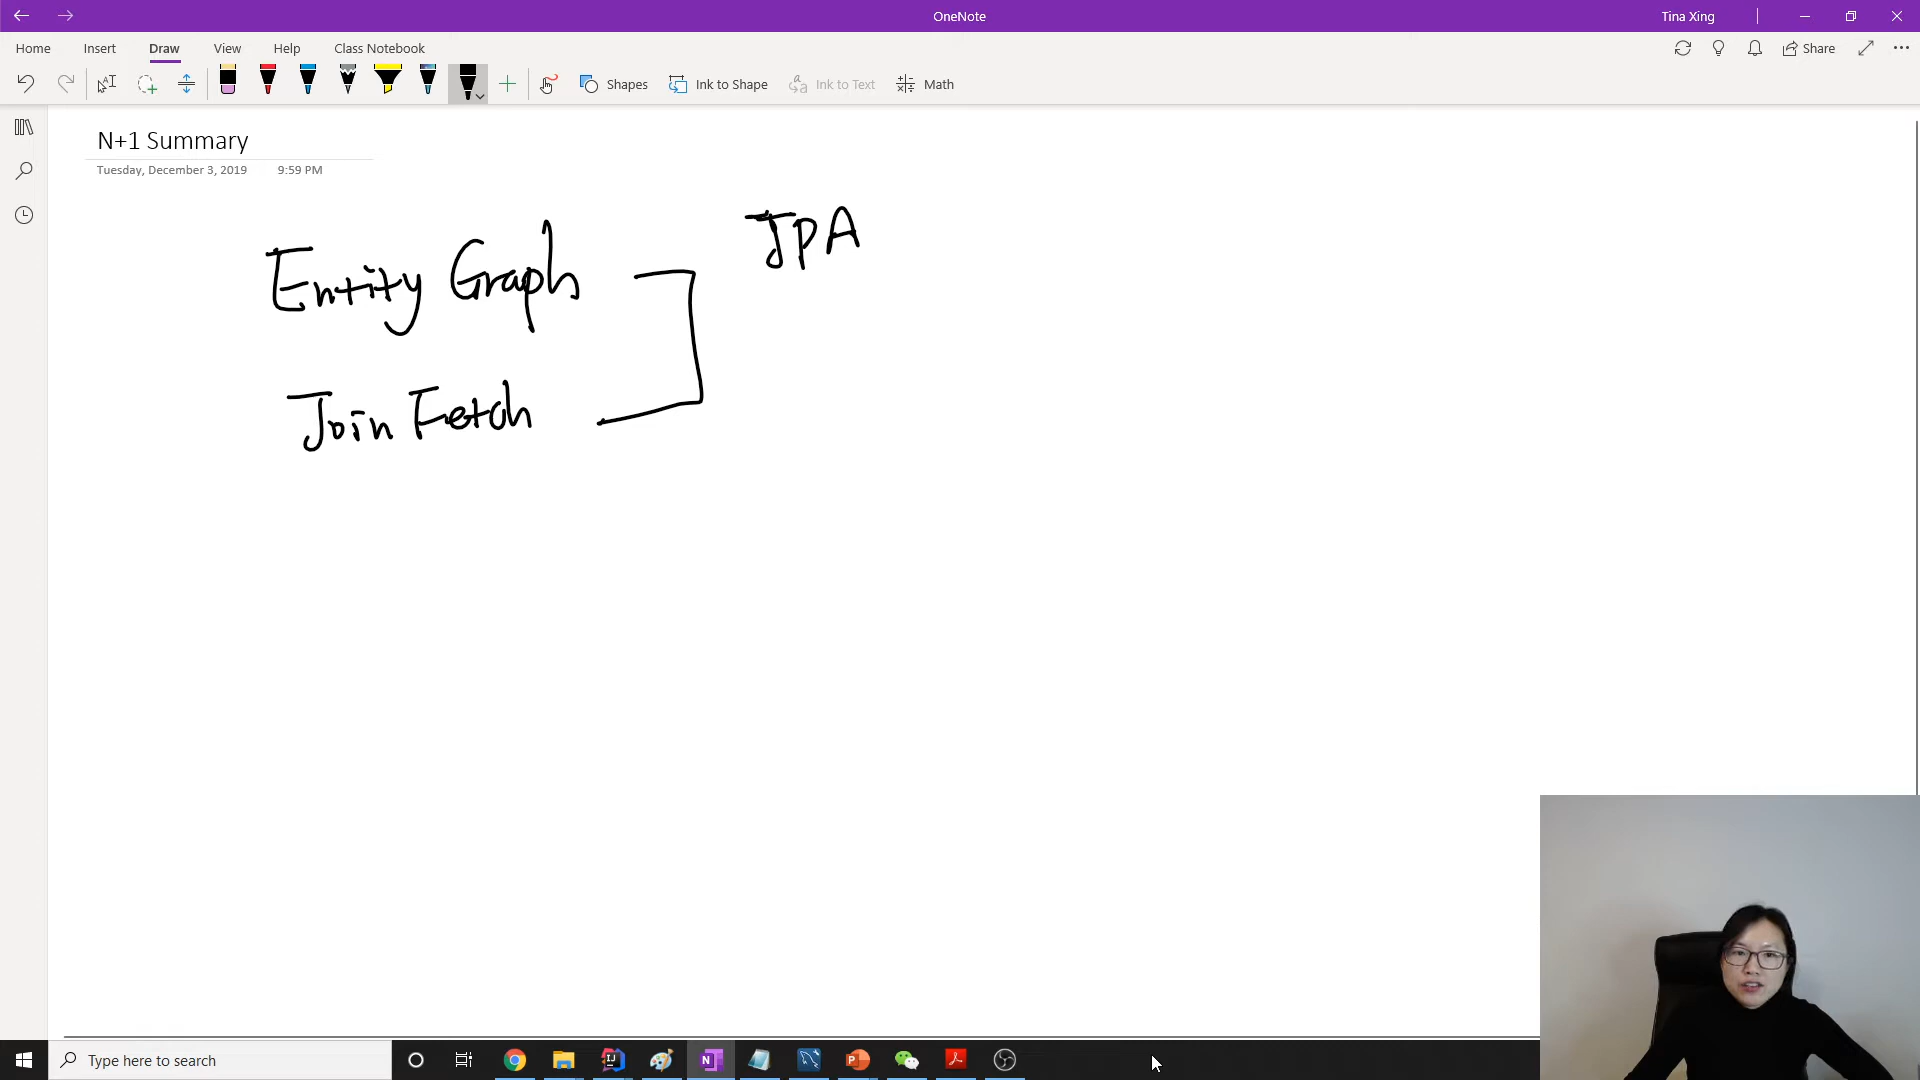 OneNote
Tina Xing
Home Insert Draw View Help Class Notebook
Share
Shapes Ink to Shape Ink to Text Math
N+1 Summary
Tuesday, December 3, 2019 9:59 PM
JPA
Entity Graph
Join Fetch
Type here to search